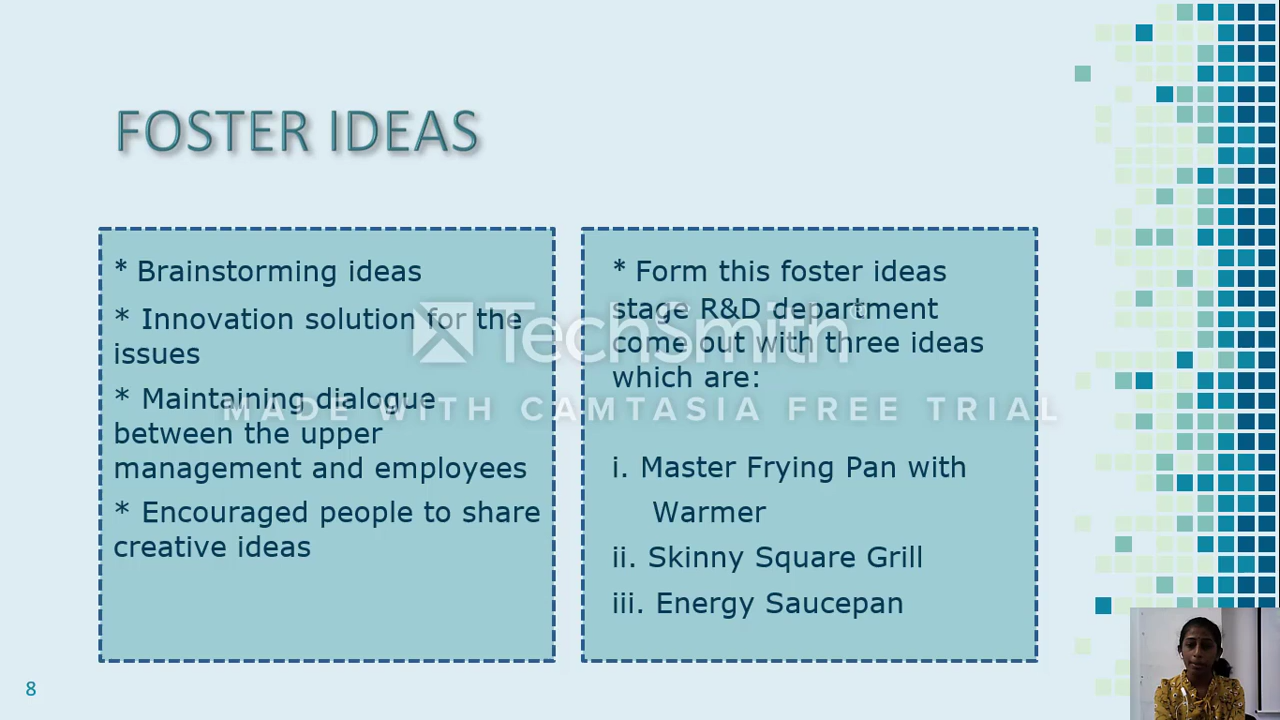 FOSTER IDEAS
* Brainstorming ideas
* Innovation solution for the
issues
* Maintaining dialogue
between the upper
management and employees
* Encouraged people to share
creative ideas
* Form this foster ideas
stage R&D department
come out with three ideas
which are:
i. Master Frying Pan with
Warmer
ii. Skinny Square Grill
iii. Energy Saucepan
TechSmith®
MADE WITH CAMTASIA FREE TRIAL
8